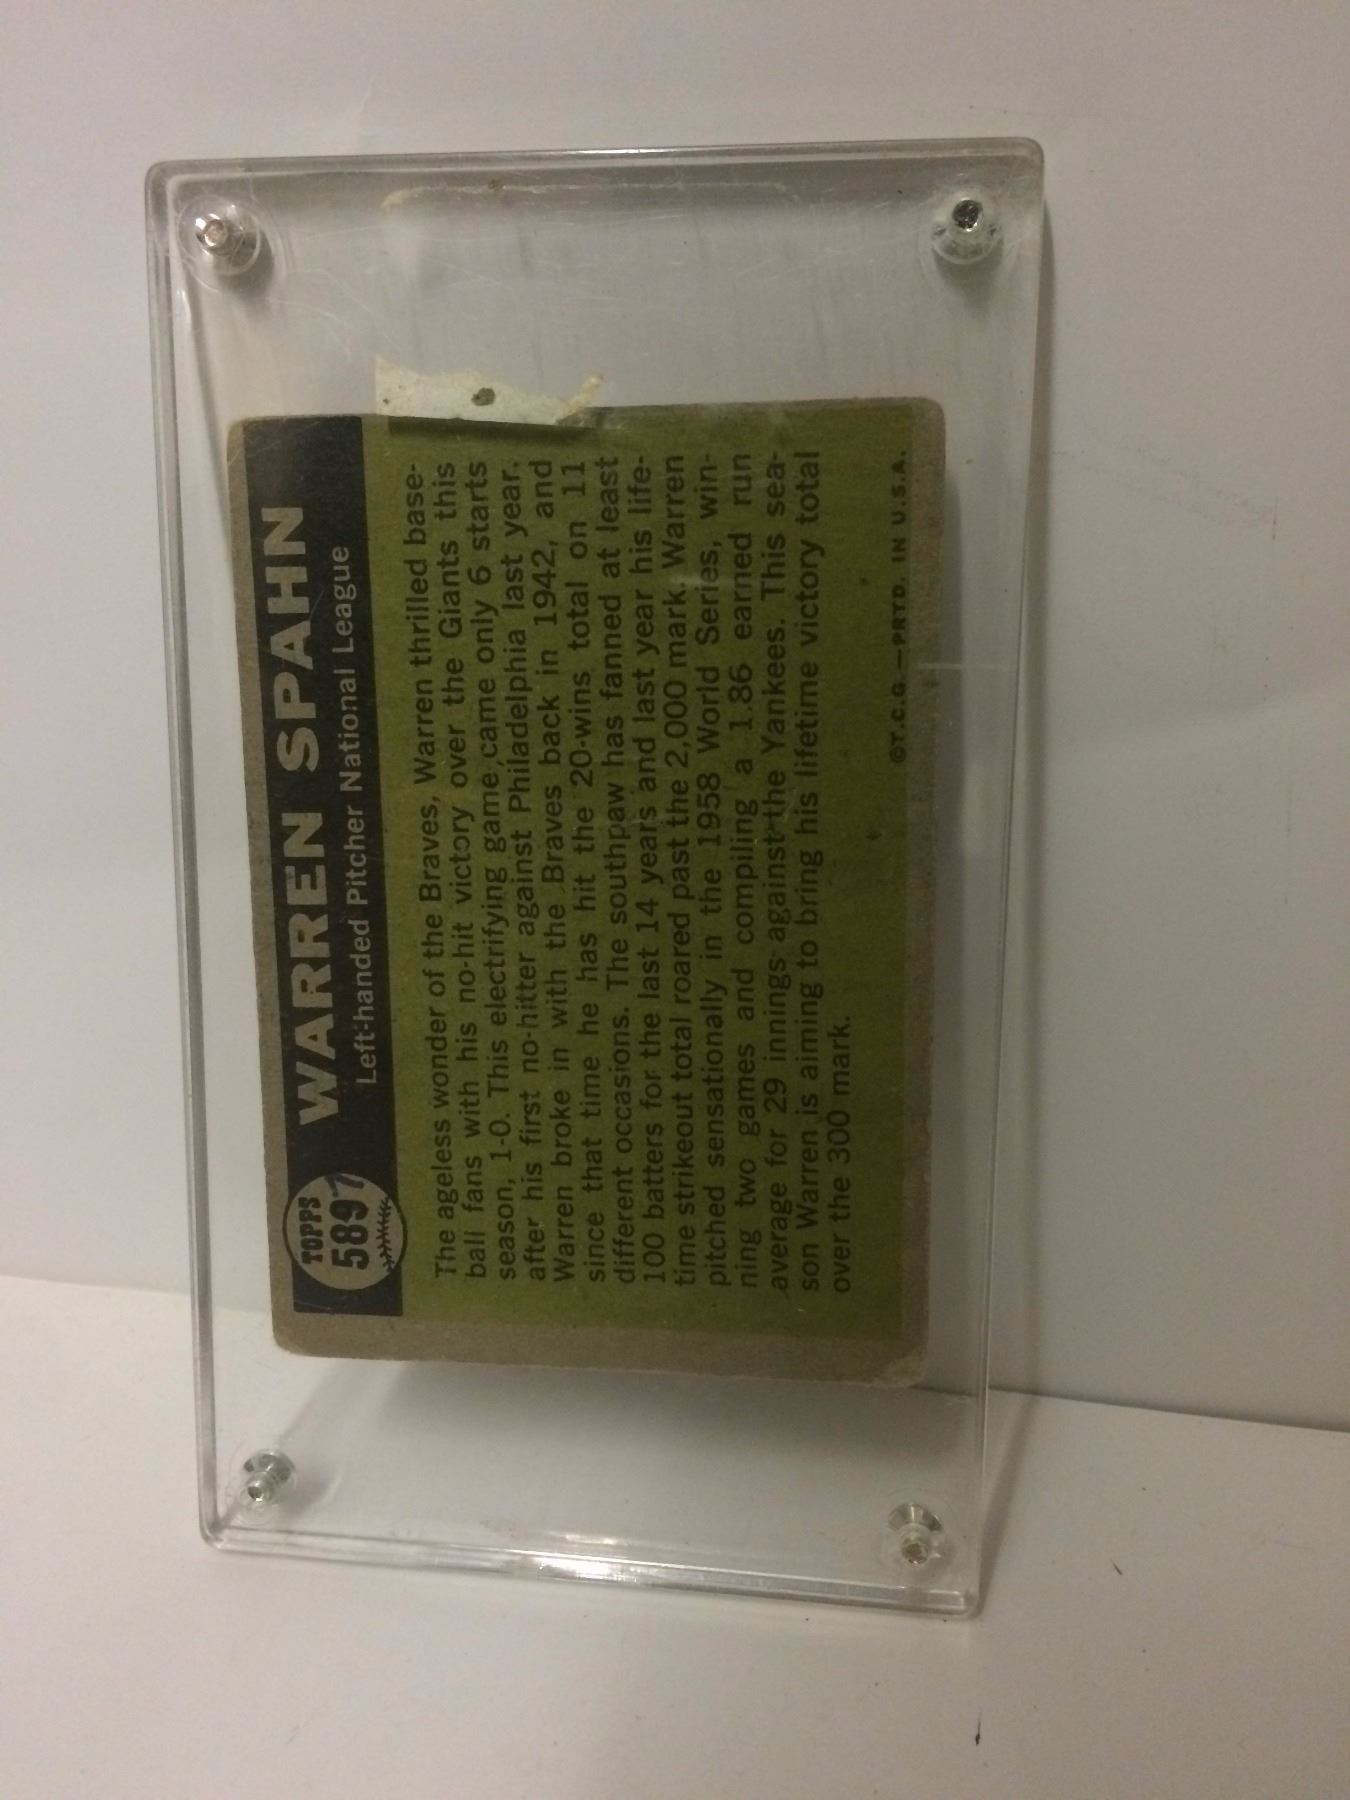 TOPPS
5897
WARREN SPAHN
Left-handed Pitcher National League
The ageless wonder of the Braves, Warren thrilled base-
ball fans with his no-hit victory over the Giants this
season, 1-0. This electrifying game came only 6 starts
after his first no-hitter against Philadelphia last year.
Warren broke in with the Braves back in 1942, and
since that time he has hit the 20-wins total on 11
different occasions. The southpaw has fanned at least
100 batters for the last 14 years and last year his life-
time strikeout total roared past the 2,000 mark. Warren
pitched sensationally in the 1958 World Series, win-
ning two games and compiling a 1.86 earned run
average for 29 innings against the Yankees. This sea-
son Warren is aiming to bring his lifetime victory total
over the 300 mark.
©T.C.G.—PRTD. IN U.S.A.